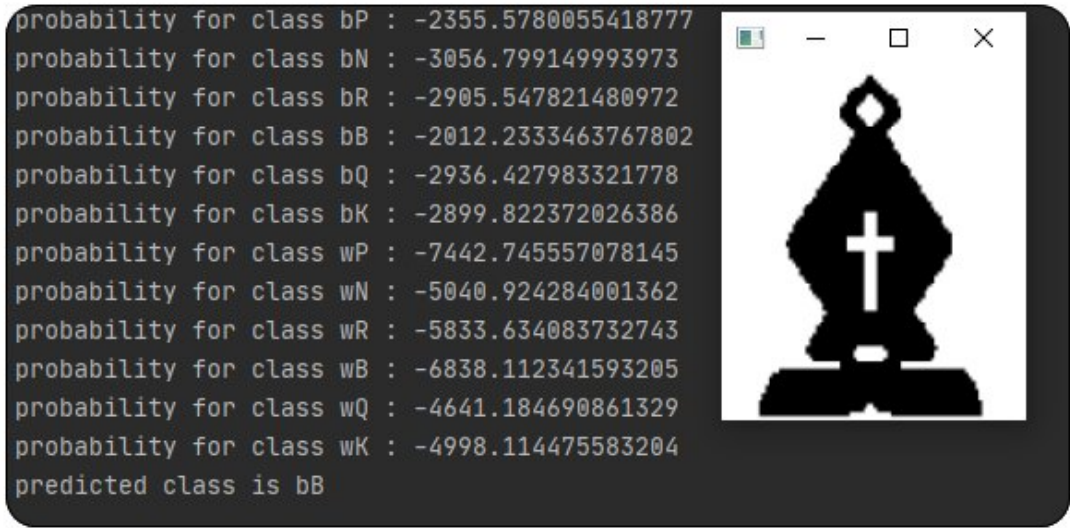 probability for class bP : -2355.5780055418777
probability for class bN : -3056.799149993973
probability for class bR : -2905.547821480972
probability for class bB : -2012.2333463767802
probability for class bQ : -2936.427983321778
probability for class bK : -2899.822372026386
probability for class wP : -7442.745557078145
probability for class wN : -5040.924284001362
probability for class wR : -5833.634083732743
probability for class wB : -6838.112341593205
probability for class wQ : -4641.184690861329
probability for class wK : -4998.114475583204
predicted class is bB